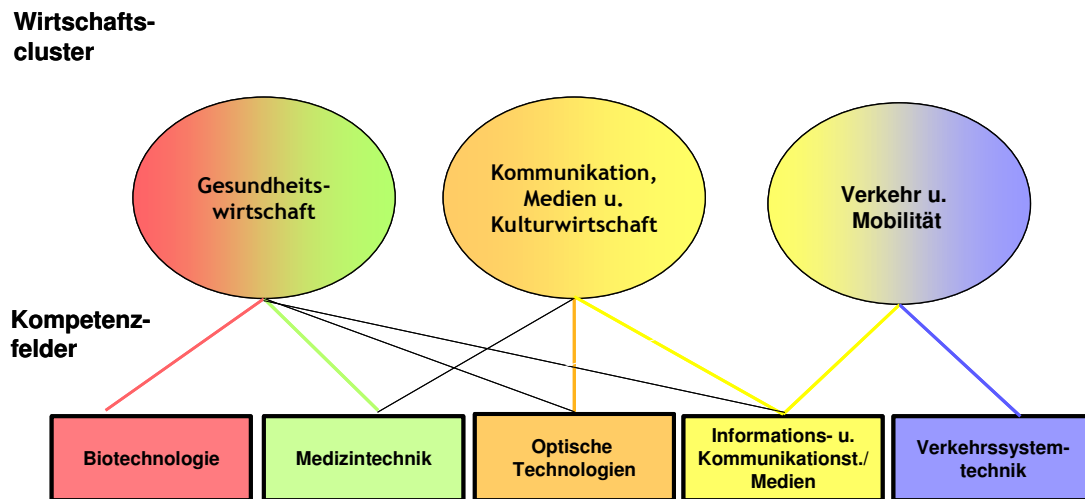 Wirtschafts-
cluster
Gesundheits-
wirtschaft
Kommunikation,
Medien u.
Kulturwirtschaft
Verkehr u.
Mobilität
Kompetenz-
felder
Biotechnologie
Medizintechnik
Optische
Technologien
Informations- u.
Kommunikationst./
Medien
Verkehrssystem-
technik